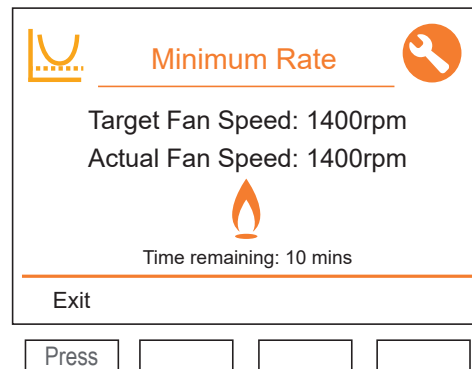 Minimum Rate
Target Fan Speed: 1400rpm
Actual Fan Speed: 1400rpm
Time remaining: 10 mins
Exit
Press